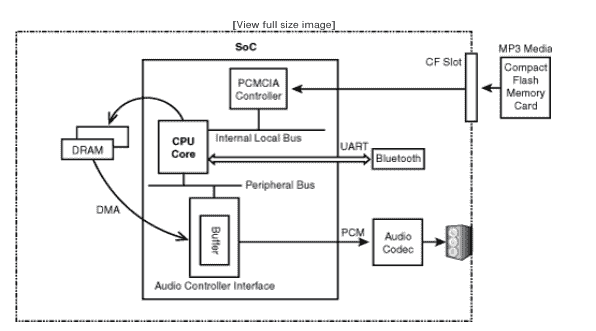 [View full size image]
SoC
MP3 Media
CF Slot
PCMCIA
Controller
Compact
Flash
Memory
Card
CPU
Core
Internal Local Bus
UART
DRAM
Bluetooth
Peripheral Bus
DMA
Buffer
PCM
Audio
Codec
Audio Controller Interface